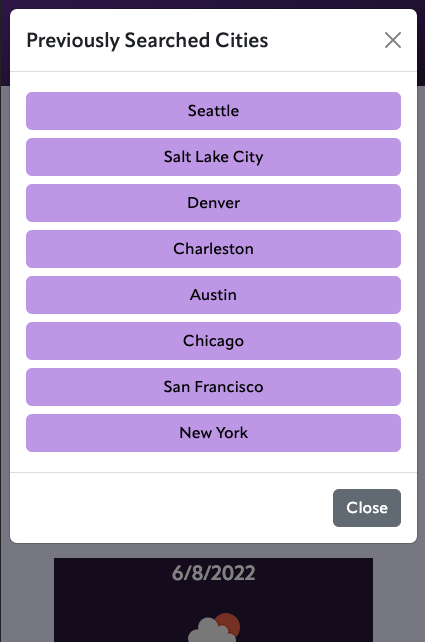 Previously Searched Cities
Seattle
Salt Lake City
Denver
Charleston
Austin
Chicago
San Francisco
New York
Close
6/8/2022